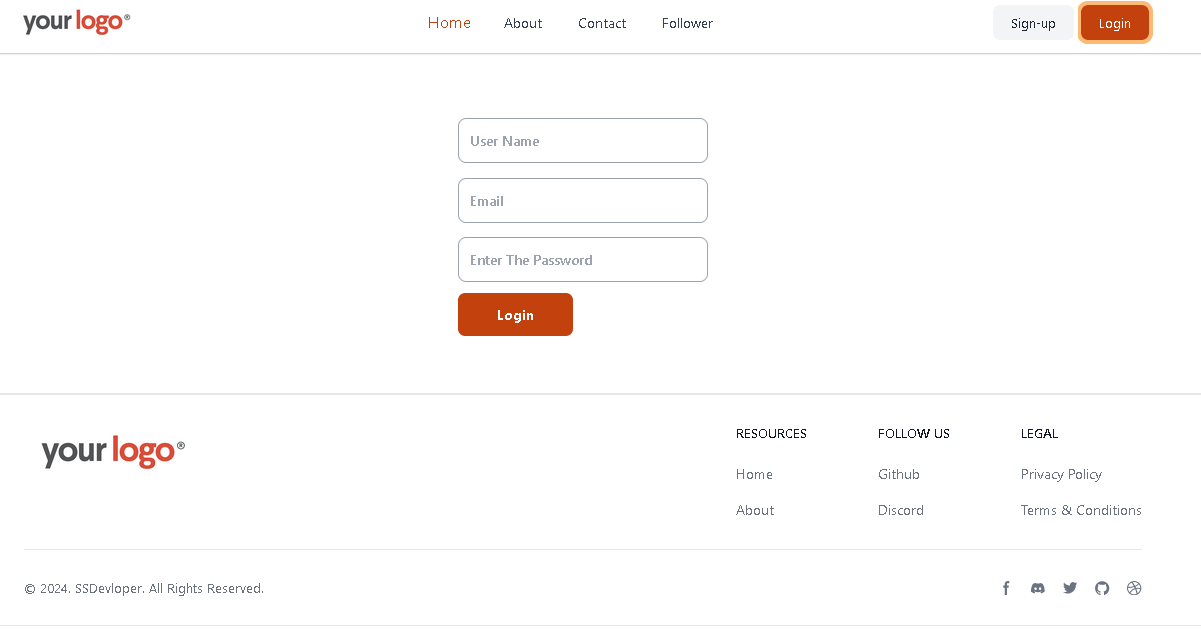 your logo®
Home About Contact Follower
Sign-up Login
User Name
Email
Enter The Password
Login
your logo®
RESOURCES FOLLOW US LEGAL
Home Github Privacy Policy
About Discord Terms & Conditions
© 2024. SSDevloper. All Rights Reserved.